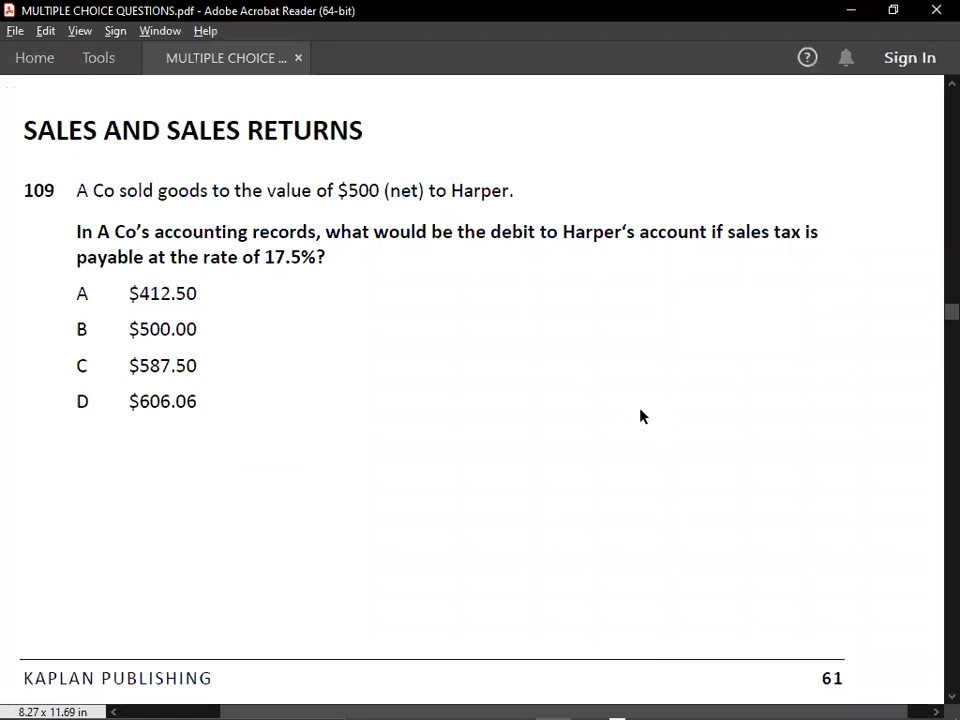 MULTIPLE CHOICE QUESTIONS.pdf - Adobe Acrobat Reader (64-bit)
File Edit View Sign Window Help
Home Tools MULTIPLE CHOICE ... × ? Sign In
SALES AND SALES RETURNS
109 A Co sold goods to the value of $500 (net) to Harper.
In A Co’s accounting records, what would be the debit to Harper‘s account if sales tax is
payable at the rate of 17.5%?
A $412.50
B $500.00
C $587.50
D $606.06
KAPLAN PUBLISHING 61
8.27 x 11.69 in